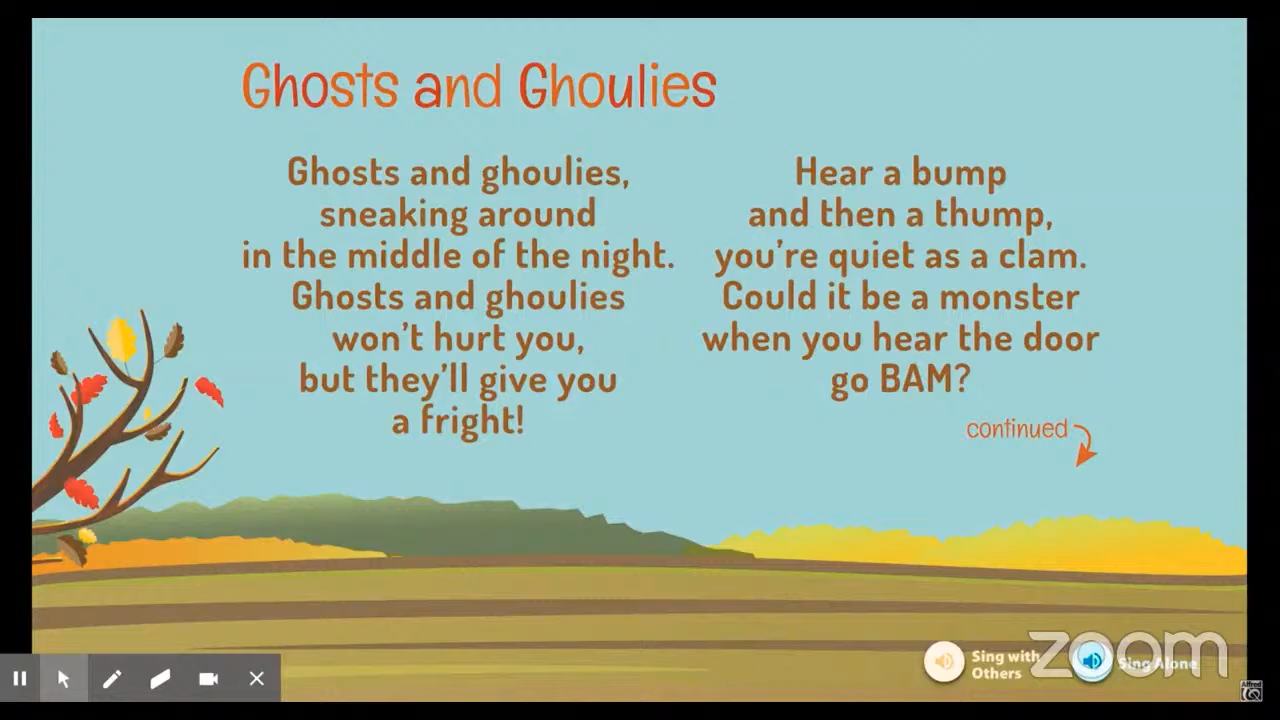 Ghosts and Ghoulies
Ghosts and ghoulies,
sneaking around
in the middle of the night.
Ghosts and ghoulies
won't hurt you,
but they'll give you
a fright!
Hear a bump
and then a thump,
you're quiet as a clam.
Could it be a monster
when you hear the door
go BAM?
continued
Sing with
Others
Sing Alone
zoom
Alfred